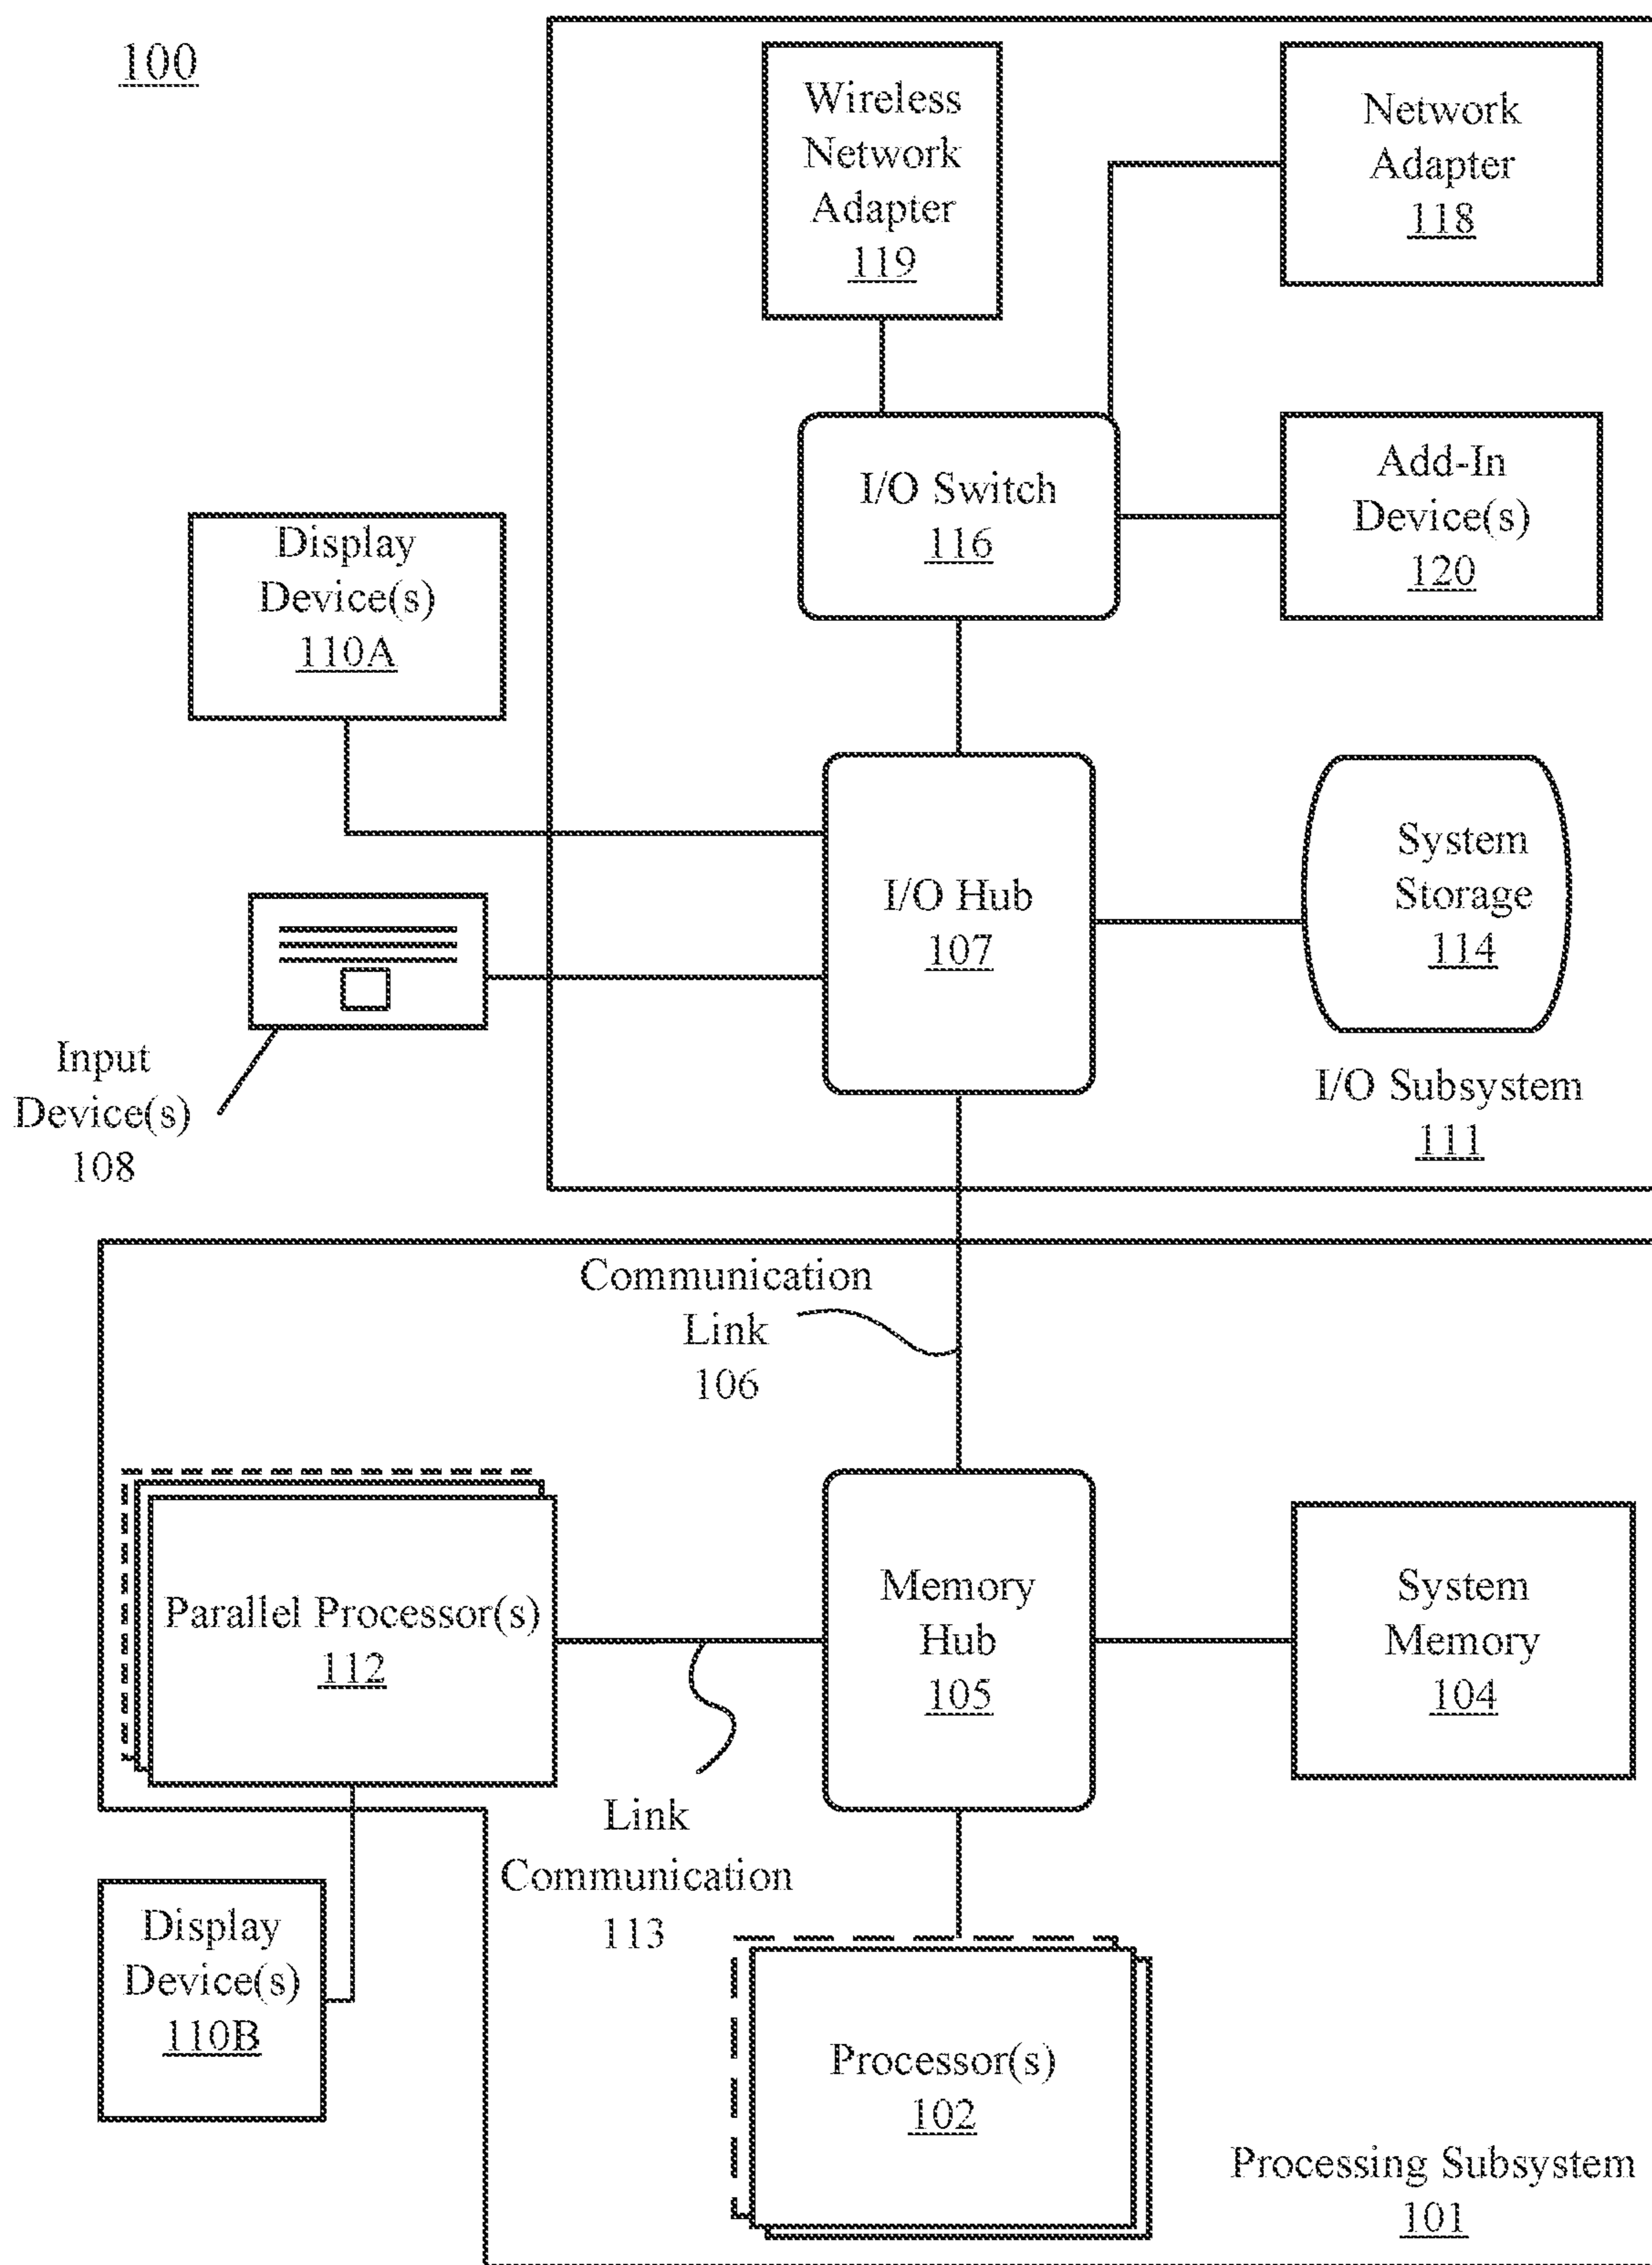 100
Wireless
Network
Adapter
119
Network
Adapter
118
I/O Switch
116
Add-In
Device(s)
120
Display
Device(s)
110A
I/O Hub
107
System
Storage
114
Input
Device(s)
108
I/O Subsystem
111
Communication
Link
106
Parallel Processor(s)
112
Memory
Hub
105
System
Memory
104
Link
Communication
113
Display
Device(s)
110B
Processor(s)
102
Processing Subsystem
101